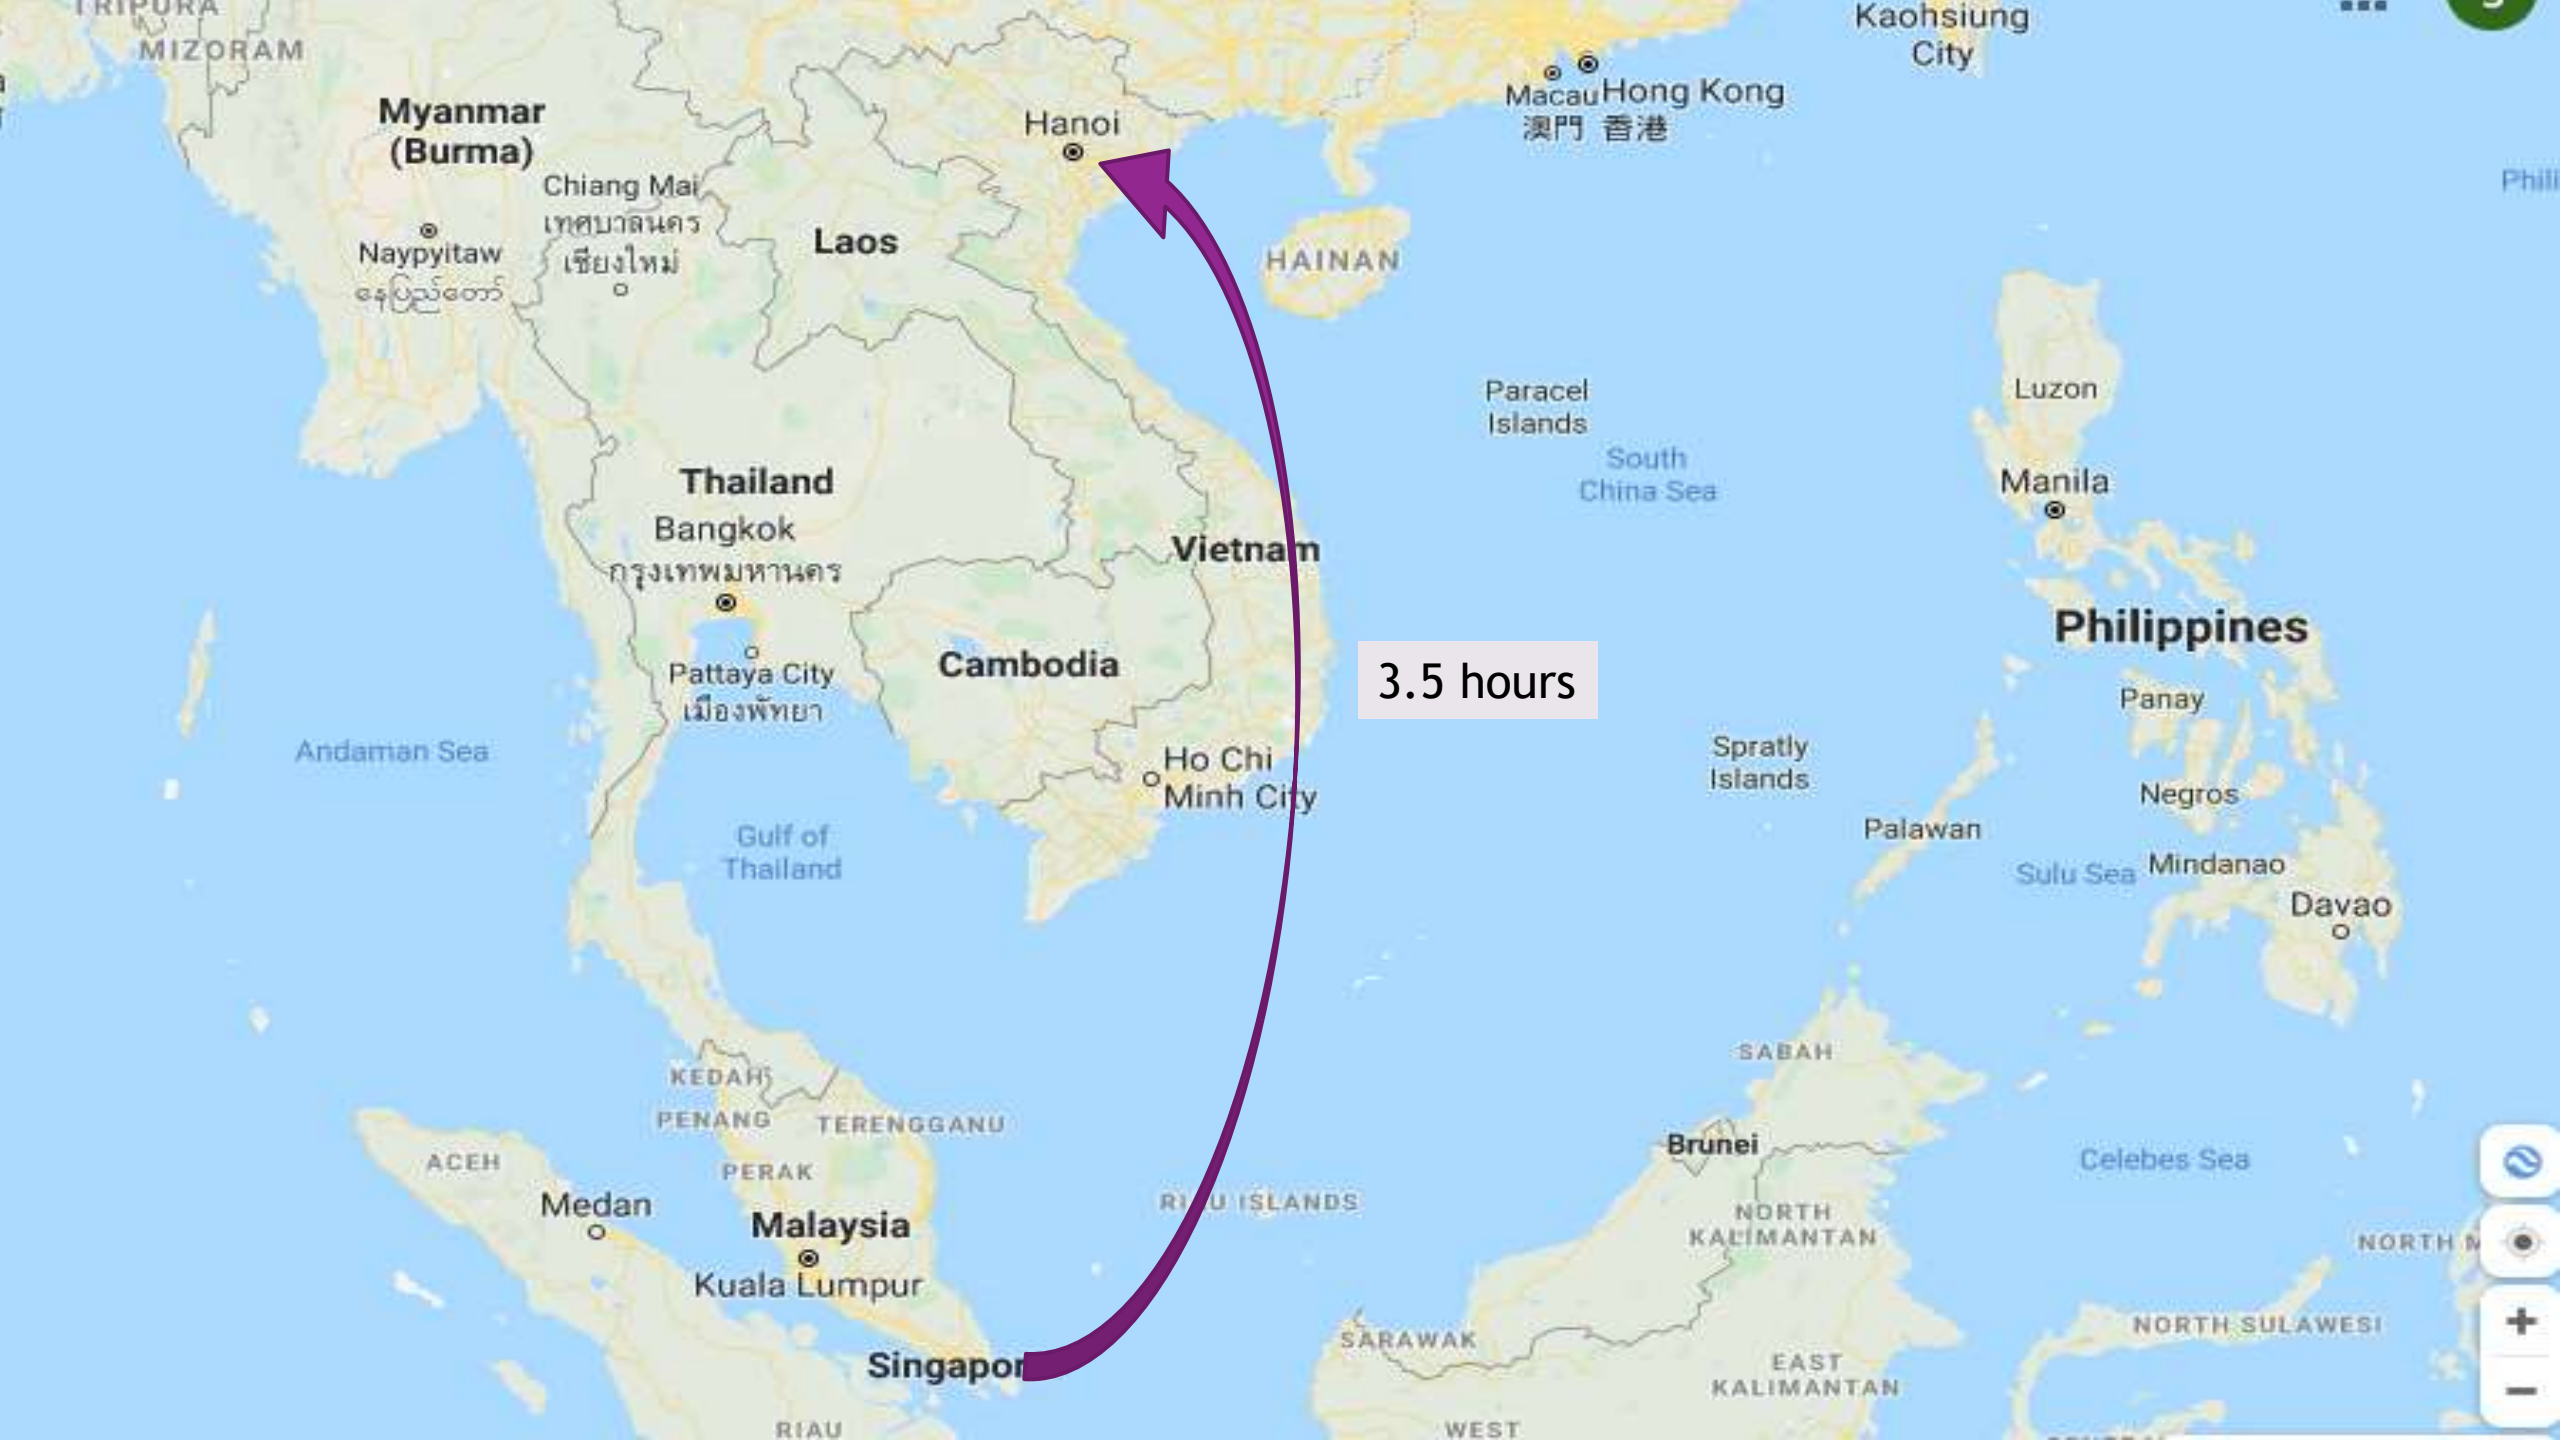 TRIPURA
MIZORAM
Kaohsiung
City
Myanmar
(Burma)
Hanoi
Macau
Hong Kong
澳門
香港
Chiang Mai
เทศบาลนคร
เชียงใหม่
Laos
Naypyitaw
နေပြည်တော်
HAINAN
Phili
Paracel
Islands
Luzon
South
China Sea
Thailand
Manila
Bangkok
กรุงเทพมหานคร
Vietnam
Philippines
Cambodia
3.5 hours
Pattaya City
เมืองพัทยา
Panay
Andaman Sea
Ho Chi
Minh City
Spratly
Islands
Negros
Gulf of
Thailand
Palawan
Sulu Sea
Mindanao
Davao
SABAH
KEDAH
PENANG
TERENGGANU
Brunei
ACEH
PERAK
Celebes Sea
Medan
RI U ISLANDS
Malaysia
NORTH
KALIMANTAN
NORTH M
Kuala Lumpur
SARAWAK
NORTH SULAWESI
Singapor
EAST
KALIMANTAN
RIAU
WEST